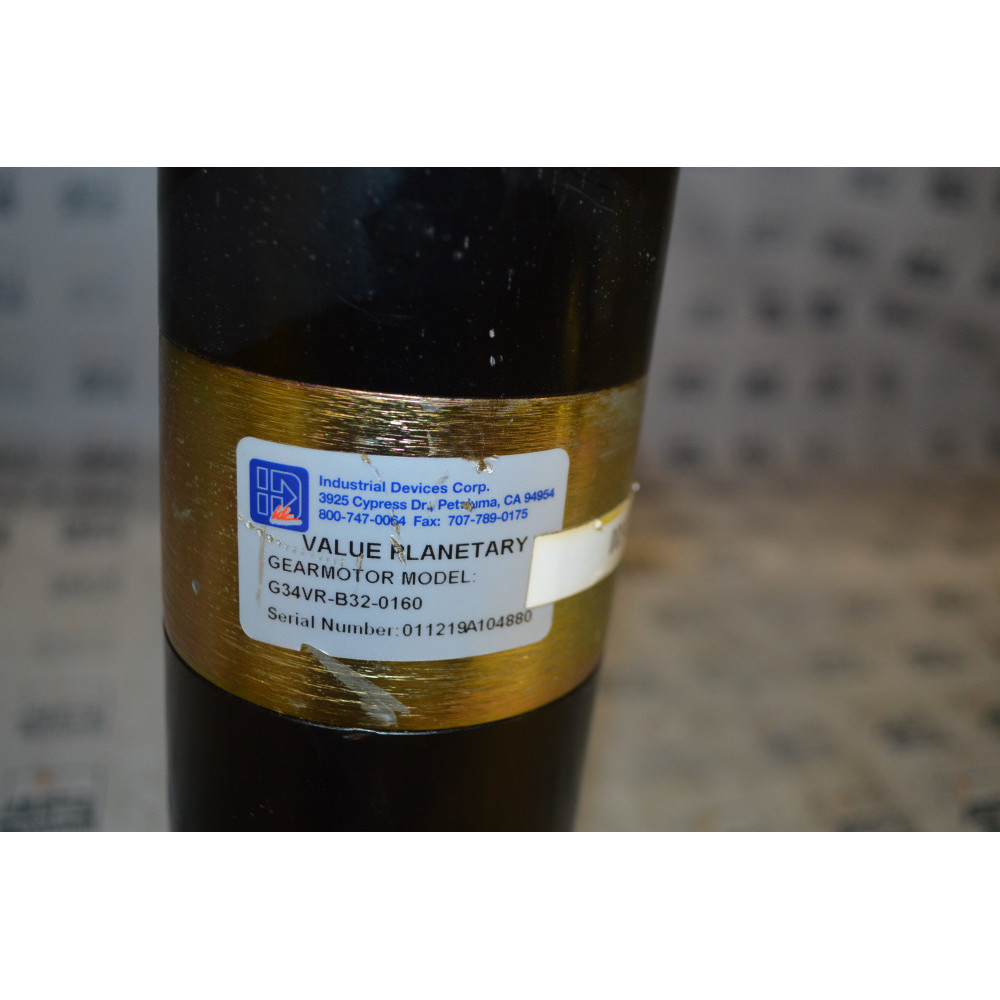 Industrial Devices Corp.
3925 Cypress Dr., Petaluma, CA 94954
800-747-0064 Fax: 707-789-0175
VALUE PLANETARY
GEARMOTOR MODEL:
G34VR-B32-0160
Serial Number: 011219A104880